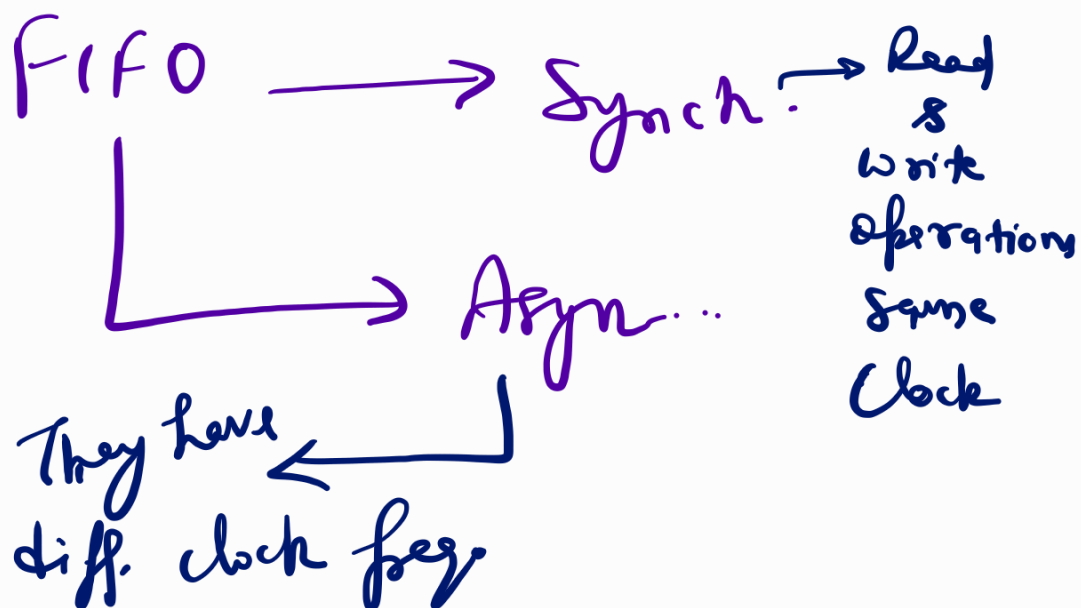 FIFO
Synch.
Read
&
write
operations
same
Clock
Asyn.....
They have
diff. clock freq.